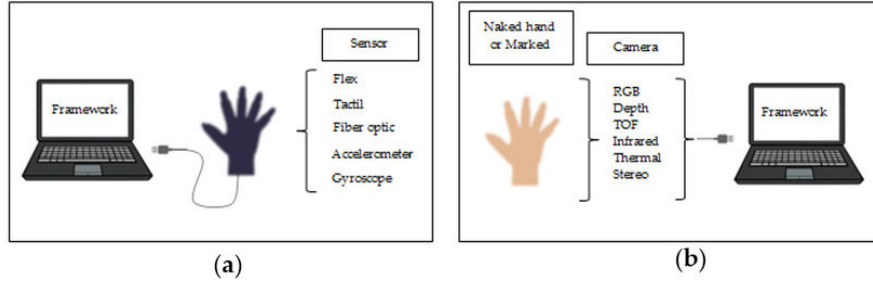 Sensor
Framework
Flex
Tactil
Fiber optic
Accelerometer
Gyroscope
(a)
Naked hand
or Marked
Camera
RGB
Depth
TOF
Infrared
Thermal
Stereo
Framework
(b)